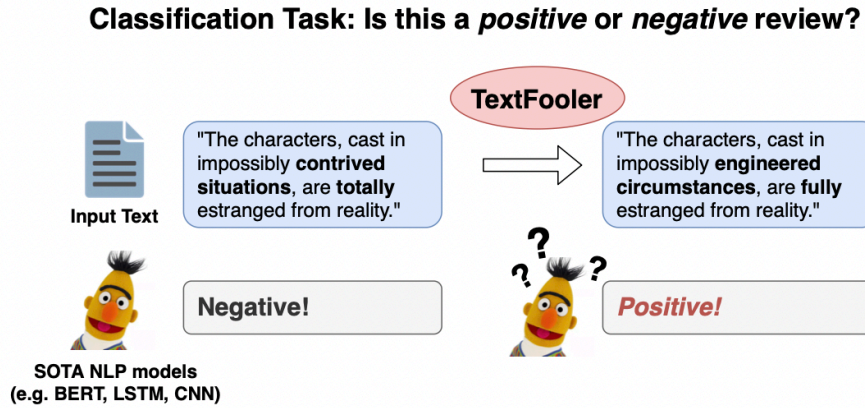 Classification Task: Is this a positive or negative review?
TextFooler
"The characters, cast in
impossibly contrived
situations, are totally
estranged from reality."
"The characters, cast in
impossibly engineered
circumstances, are fully
estranged from reality."
Input Text
? ? ?
Negative!
Positive!
SOTA NLP models
(e.g. BERT, LSTM, CNN)